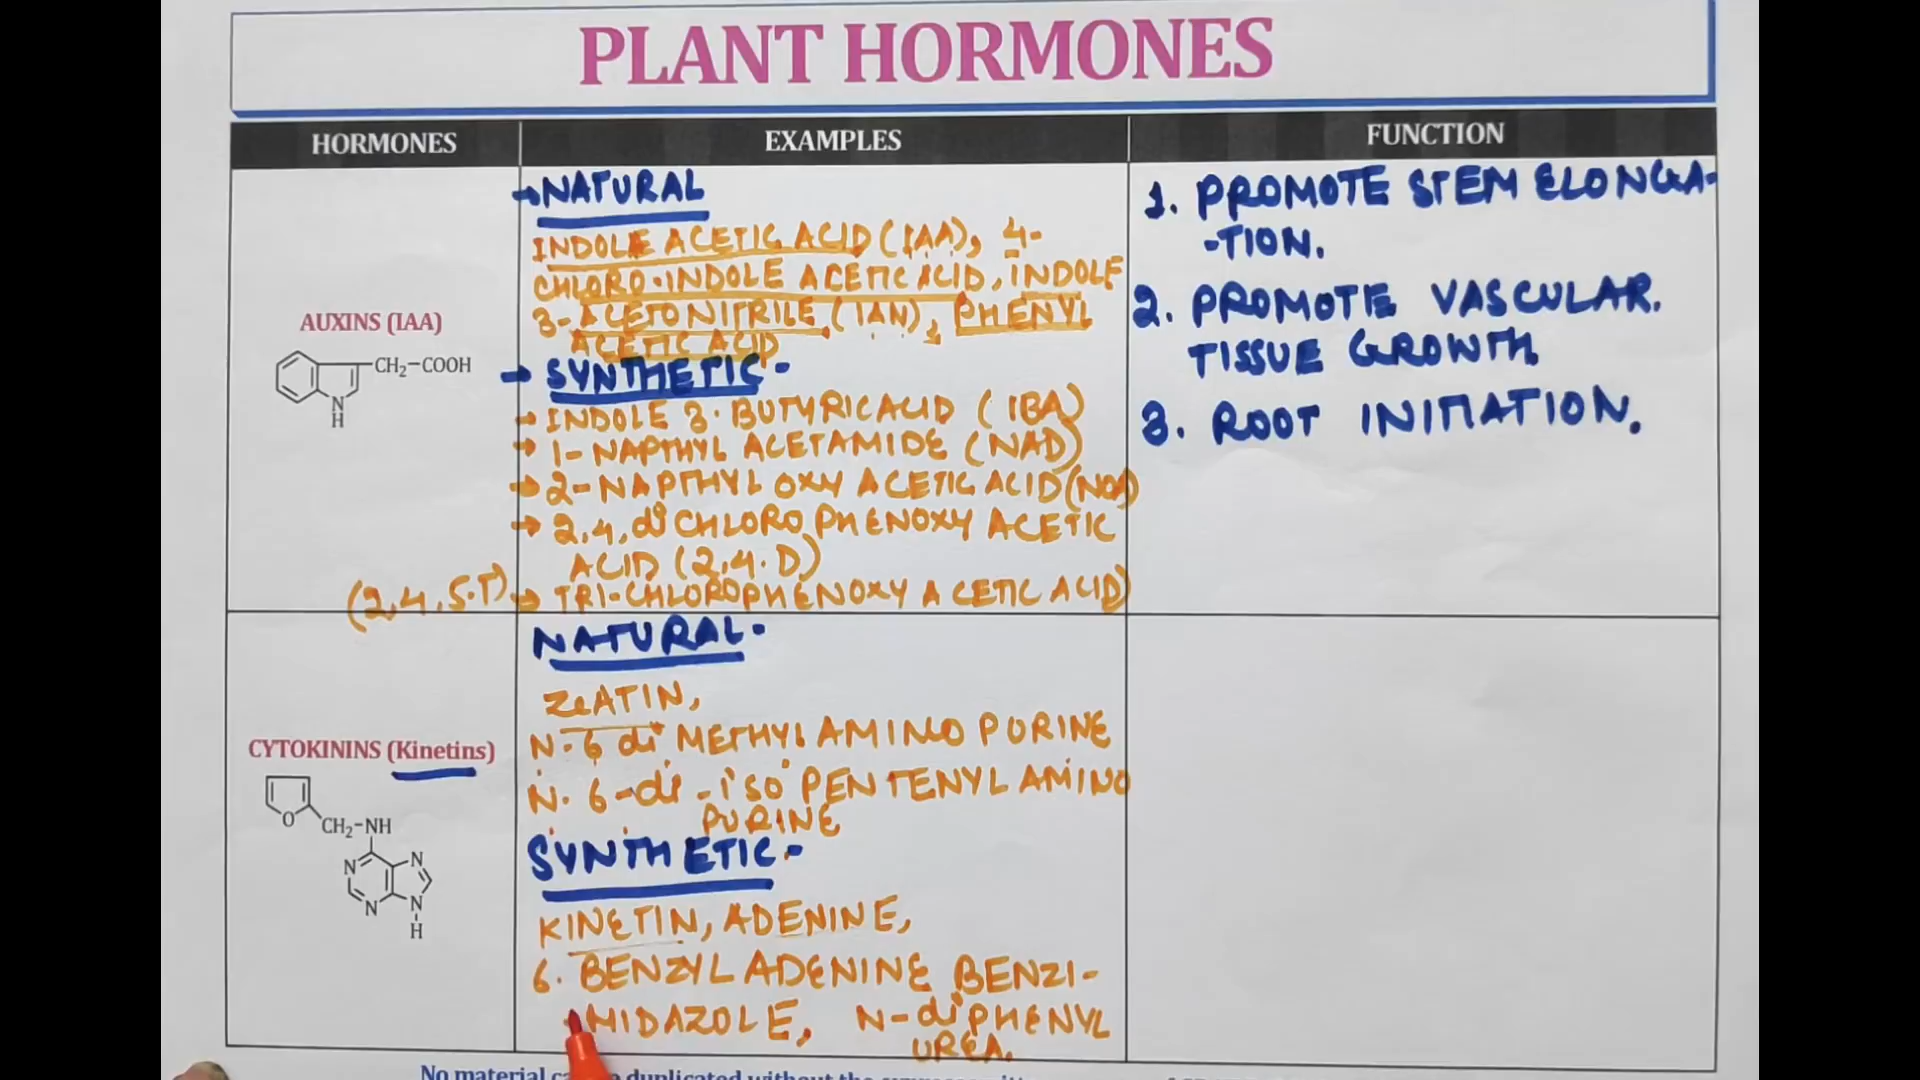 PLANT HORMONES
HORMONES
EXAMPLES
FUNCTION
AUXINS (IAA)
CH2-COOH
N
H
→NATURAL
INDOLE ACETIC ACID (IAA), 4-
CHLORO-INDOLE ACETIC ACID, INDOLE
3-ACETONITRILE (IAN), PHENYL
ACETIC ACID
→ SYNTHETIC-
→ INDOLE 3. BUTYRIC ACID (IBA)
→ 1-NAPTHYL ACETAMIDE (NAD)
→ 2-NAPTHYL OXY ACETIC ACID (NOA)
→ 2,4, di CHLORO PHENOXY ACETIC
ACID (2,4.D)
(2,4,5.T) → TRI-CHLOROPHENOXY ACETIC ACID)
1. PROMOTE STEM ELONGA-
-TION.
2. PROMOTE VASCULAR.
TISSUE GROWTH
3. ROOT INITIATION.
CYTOKININS (Kinetins)
O
CH2-NH
N
N
N
N
H
NATURAL-
ZeATIN,
N-6 di METHYL AMINO PURINE
N. 6-di-iso PENTENYL AMINO
PURINE
SYNTHETIC-
KINETIN, ADENINE,
6. BENZYL ADENINE BENZI-
-MIDAZOLE, N-diPHENYL
UREA.
No material duplicated without the